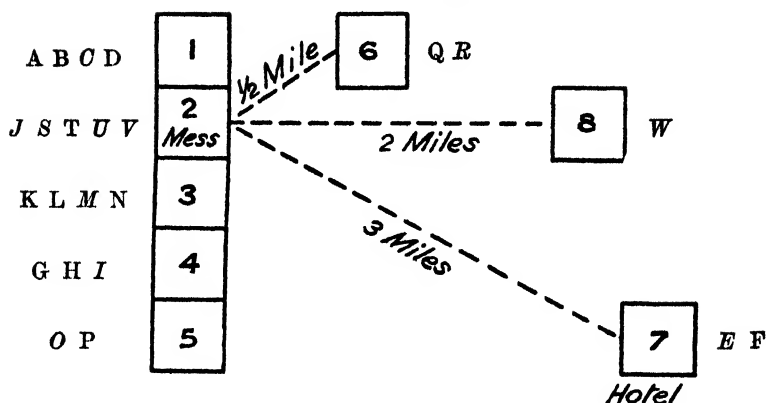 A B C D 1 ½ Mile 6 Q R
J S T U V 2 Mess 2 Miles 8 W
K L M N 3
3 Miles
G H I 4
O P 5 7 E F
Hotel